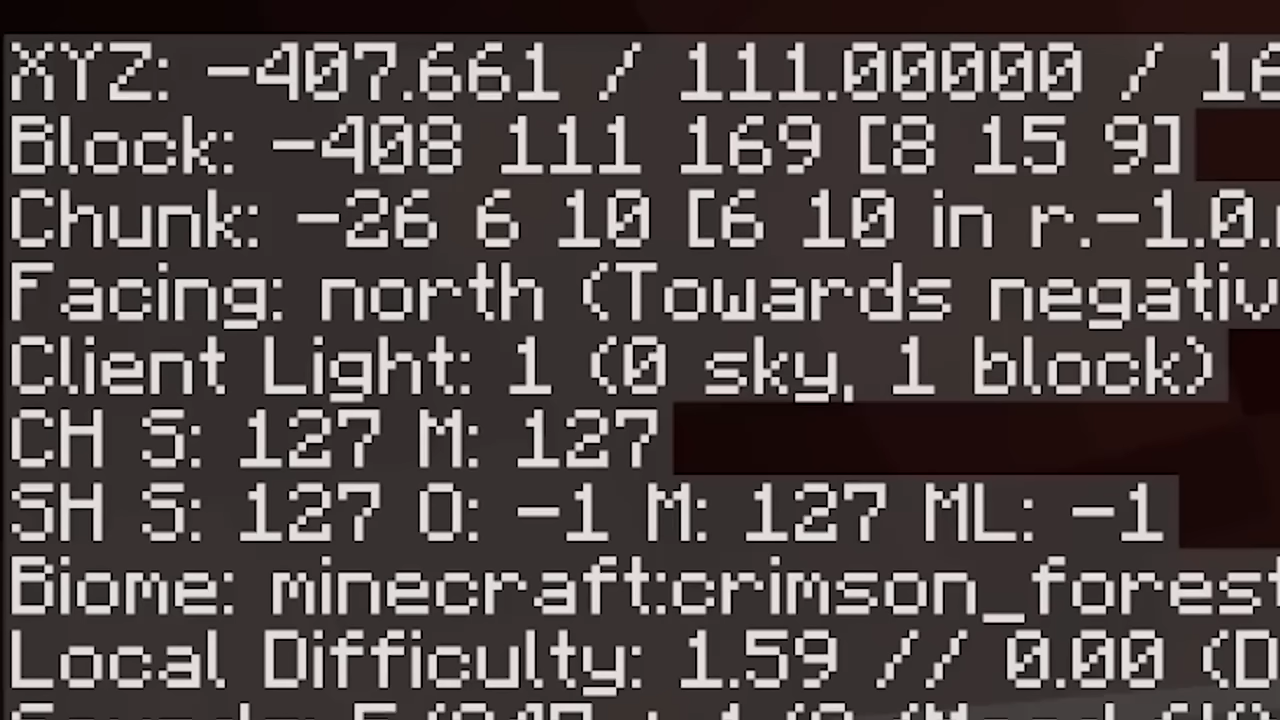 XYZ: -407.661 / 111.00000 / 16
Block: -408 111 169 [8 15 9]
Chunk: -26 6 10 [6 10 in r.-1.0.
Facing: north (Towards negativ
Client Light: 1 (0 sky, 1 block)
CH S: 127 M: 127
SH S: 127 O: -1 M: 127 ML: -1
Biome: minecraft:crimson_forest
Local Difficulty: 1.59 // 0.00 (D